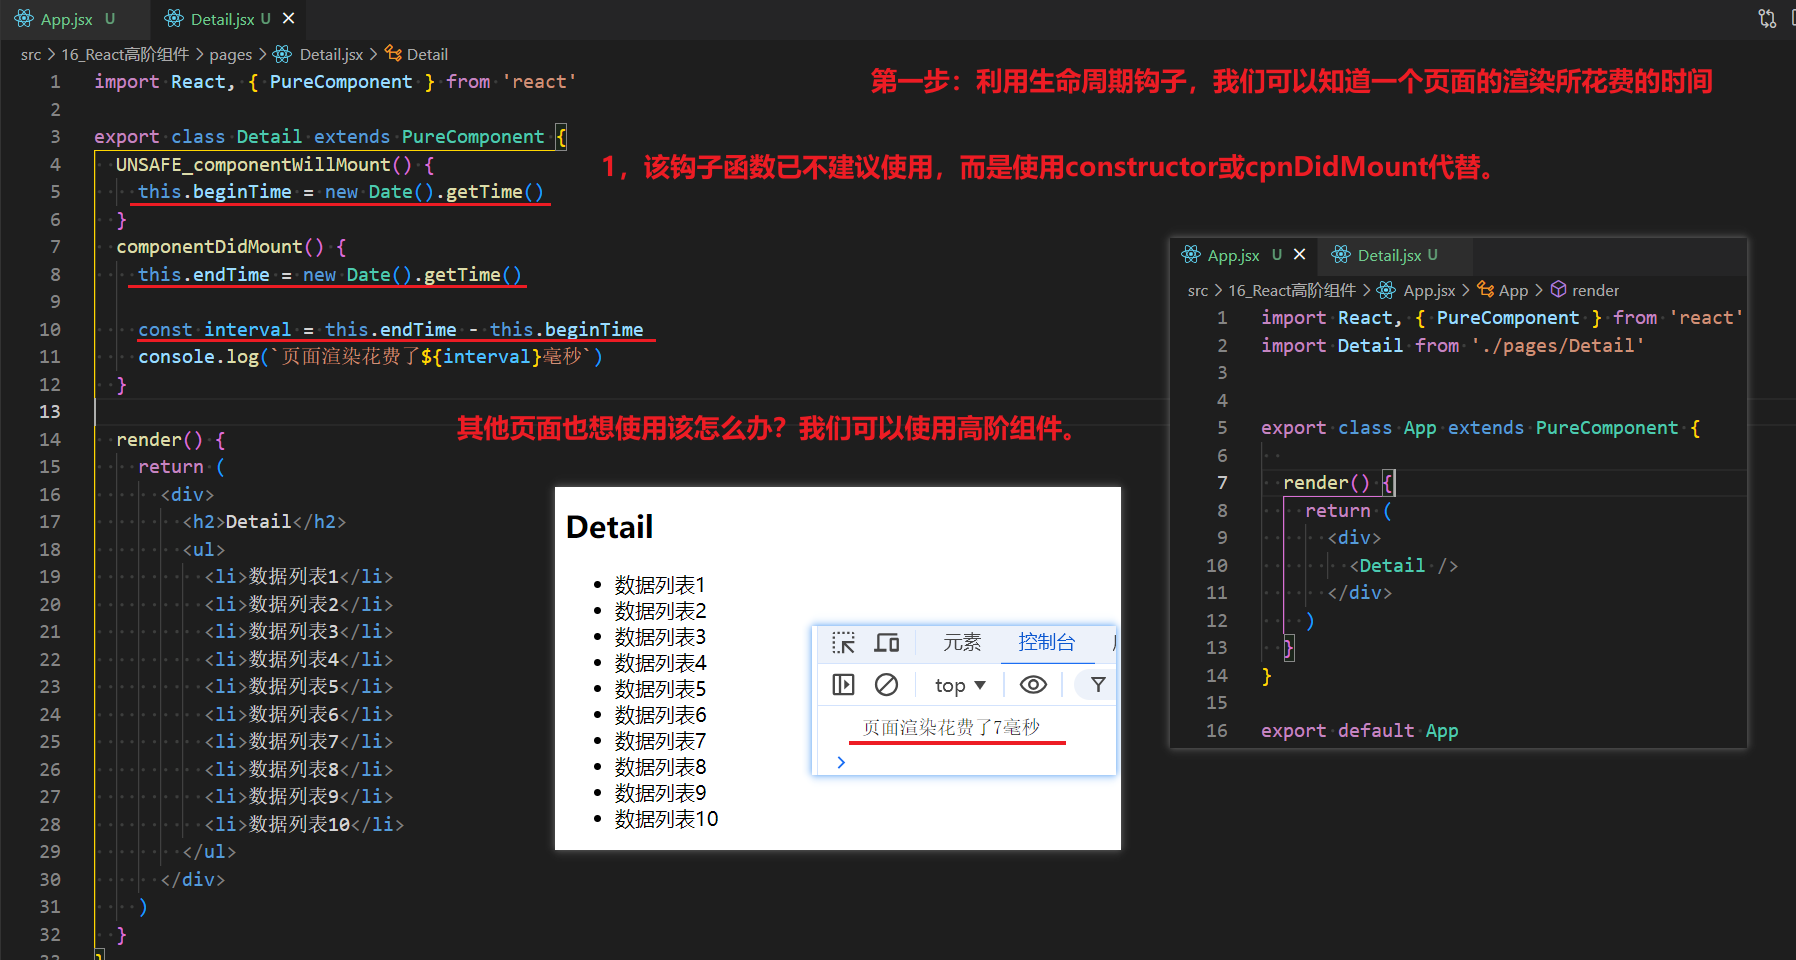 App.jsx U Detail.jsx U
src > 16_React高阶组件 > pages > Detail.jsx > Detail
1 import React, { PureComponent } from 'react'
第一步：利用生命周期钩子，我们可以知道一个页面的渲染所花费的时间
2
3 export class Detail extends PureComponent {
4 UNSAFE_componentWillMount() {
1，该钩子函数已不建议使用，而是使用constructor或cpnDidMount代替。
5 this.beginTime = new Date().getTime()
6 }
7 componentDidMount() {
8 this.endTime = new Date().getTime()
9
10 const interval = this.endTime - this.beginTime
11 console.log(`页面渲染花费了${interval}毫秒`)
12 }
13
其他页面也想使用该怎么办？我们可以使用高阶组件。
14 render() {
15 return (
16 <div>
17 <h2>Detail</h2>
18 <ul>
19 <li>数据列表1</li>
20 <li>数据列表2</li>
21 <li>数据列表3</li>
22 <li>数据列表4</li>
23 <li>数据列表5</li>
24 <li>数据列表6</li>
25 <li>数据列表7</li>
26 <li>数据列表8</li>
27 <li>数据列表9</li>
28 <li>数据列表10</li>
29 </ul>
30 </div>
31 )
32 }
}
Detail
数据列表1
数据列表2
数据列表3
数据列表4
数据列表5
数据列表6
数据列表7
数据列表8
数据列表9
数据列表10
元素 控制台
top
页面渲染花费了7毫秒
>
App.jsx U Detail.jsx U
src > 16_React高阶组件 > App.jsx > App > render
1 import React, { PureComponent } from 'react'
2 import Detail from './pages/Detail'
3
4
5 export class App extends PureComponent {
6
7 render() {
8 return (
9 <div>
10 <Detail />
11 </div>
12 )
13 }
14 }
15
16 export default App